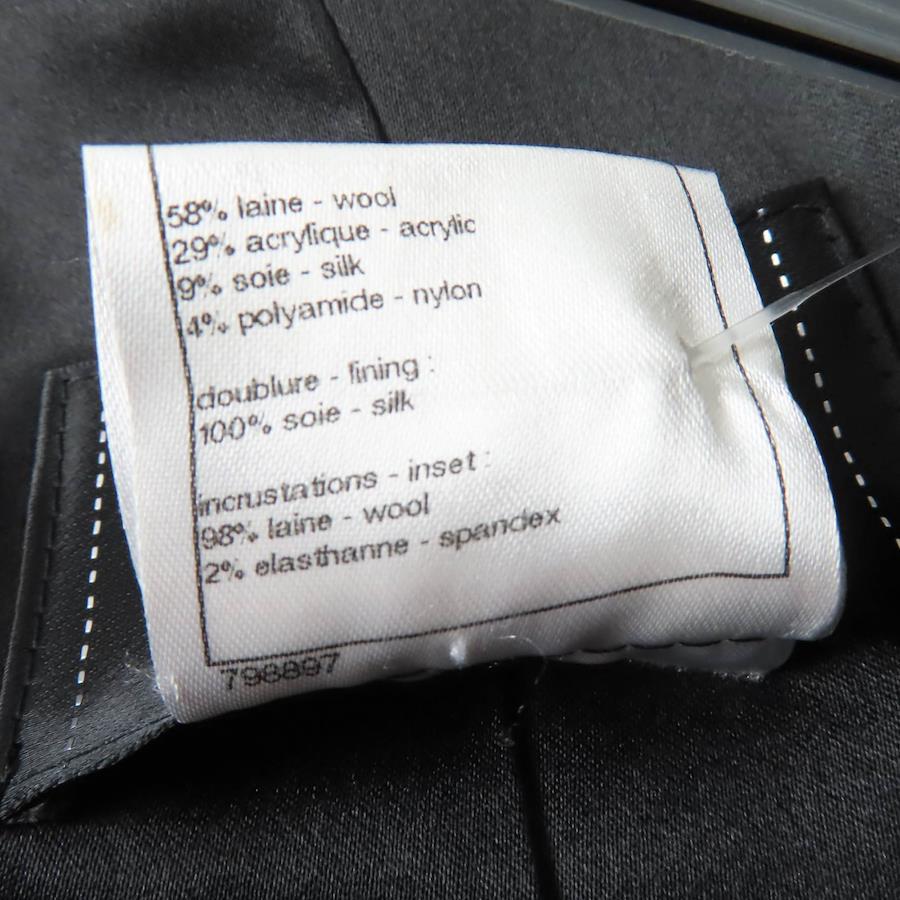 58% laine - wool
29% acrylique - acrylic
9% soie - silk
4% polyamide - nylon
doublure - lining :
100% soie - silk
incrustations - inset :
98% laine - wool
2% elasthanne - spandex
798897